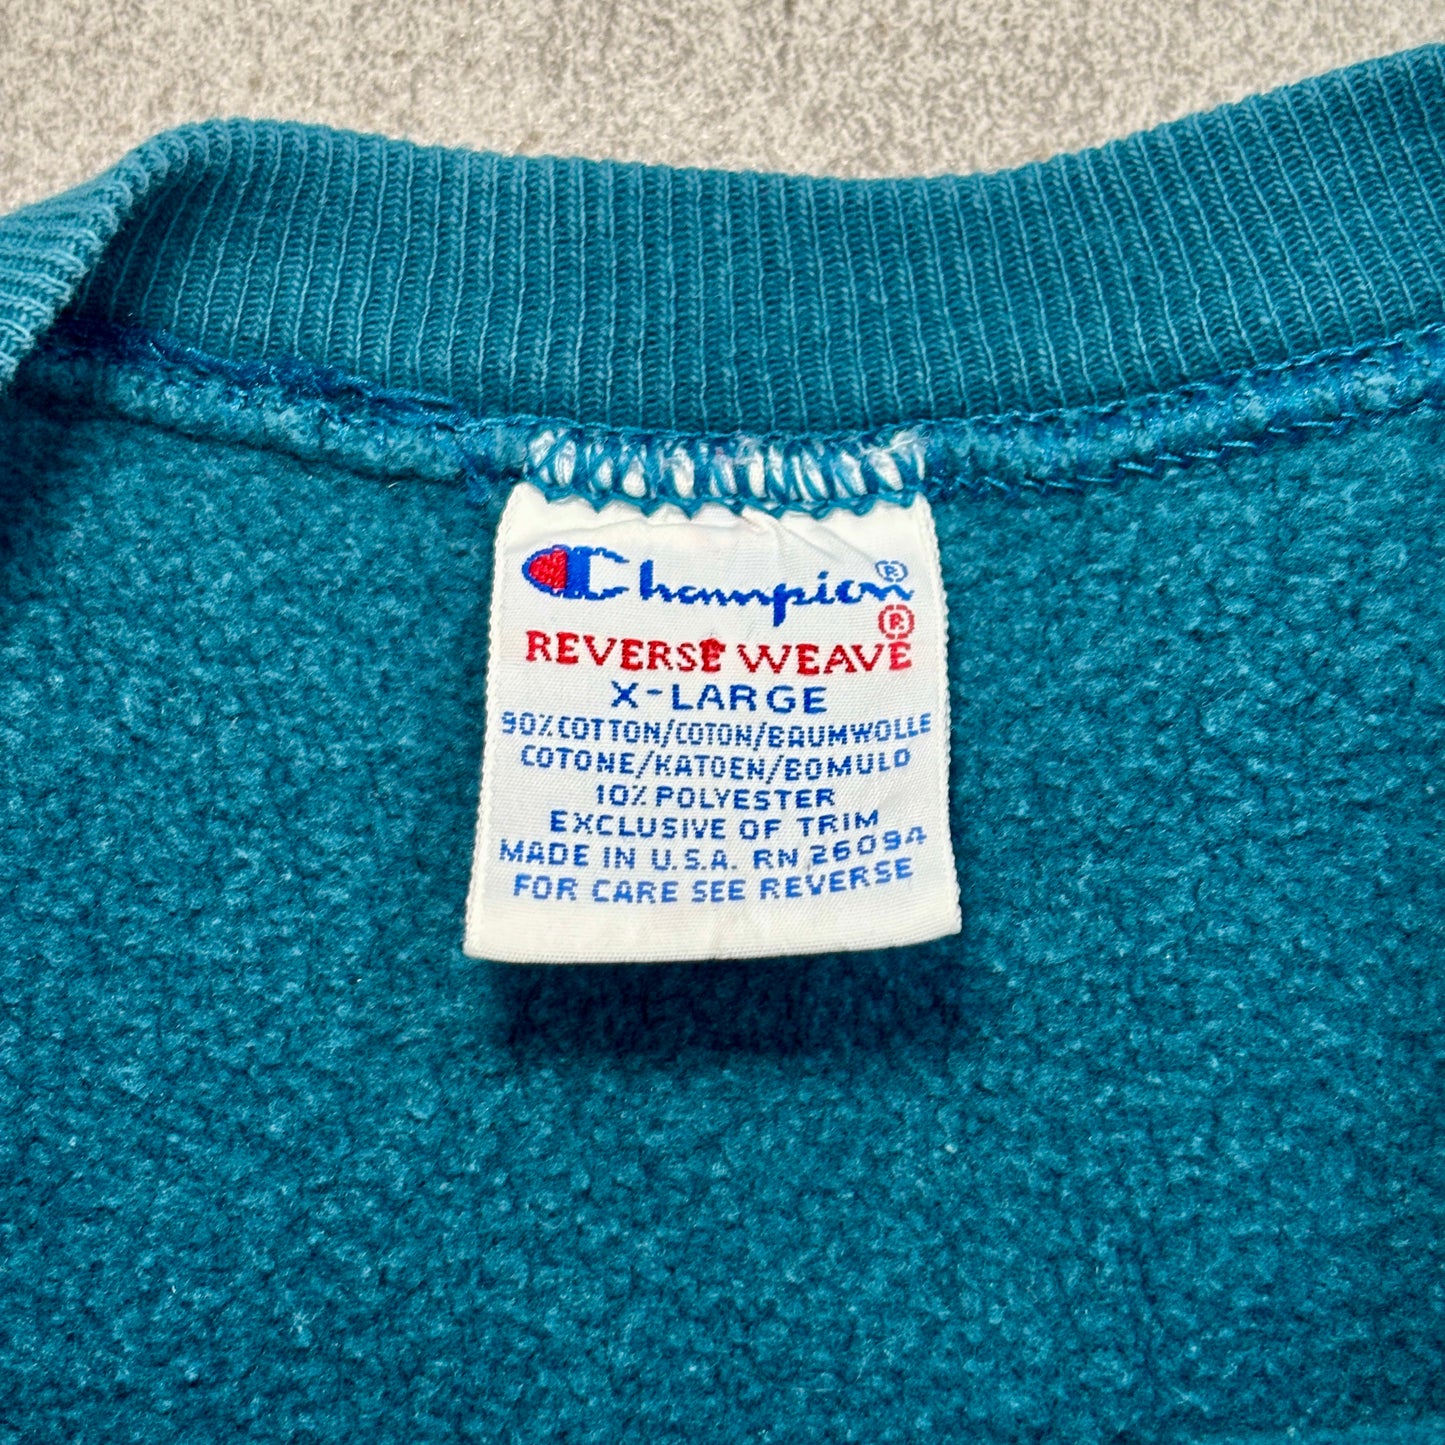 Champion®
REVERSE WEAVE®
X-LARGE
90% COTTON/COTON/BAUMWOLLE
COTONE/KATOEN/BOMULD
10% POLYESTER
EXCLUSIVE OF TRIM
MADE IN U.S.A. RN 26094
FOR CARE SEE REVERSE